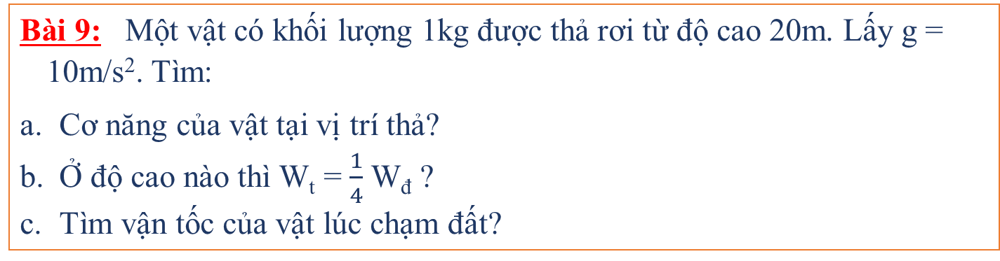 Bài 9: Một vật có khối lượng 1kg được thả rơi từ độ cao 20m. Lấy g =
10m/s². Tìm:
a. Cơ năng của vật tại vị trí thả?
b. Ở độ cao nào thì Wₜ = 1/4 W_đ ?
c. Tìm vận tốc của vật lúc chạm đất?